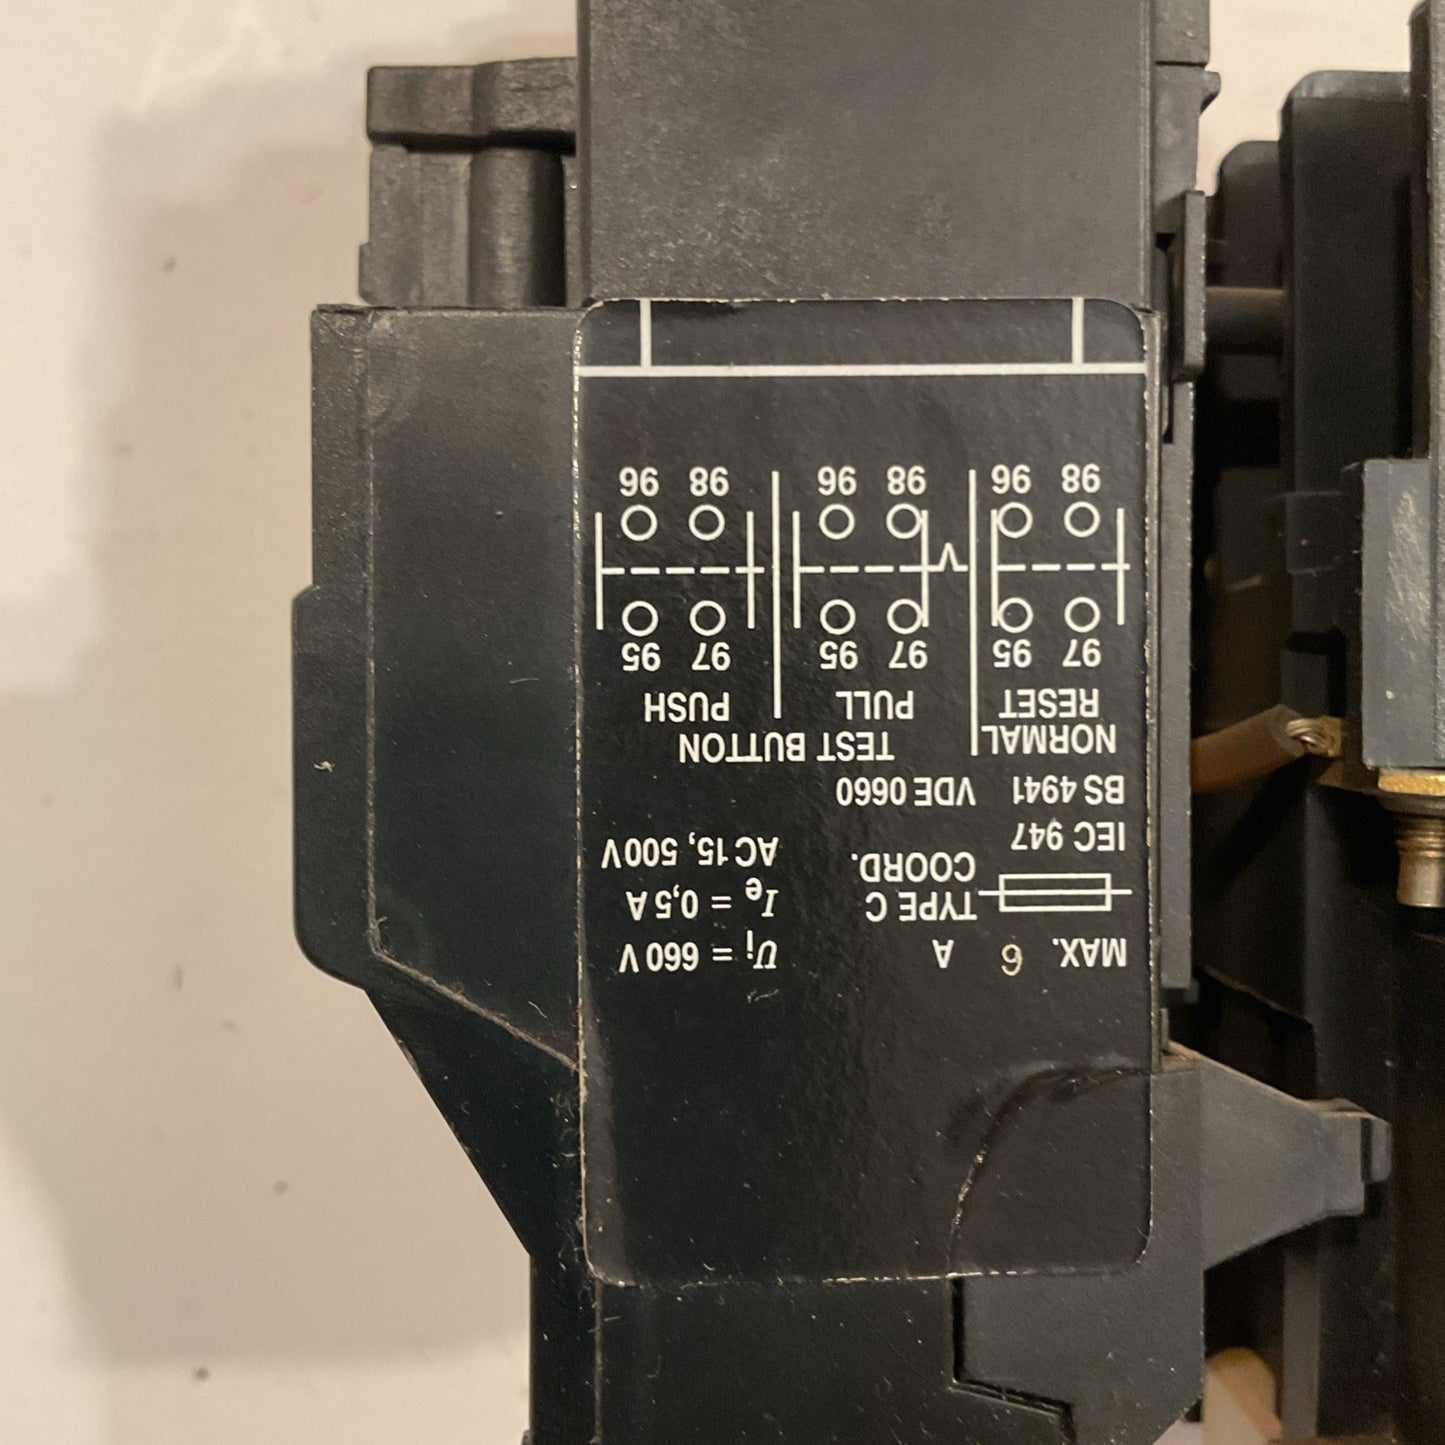 MAX. 6 A Ui = 660 V
TYPE C Ie = 0,5 A
COORD. AC 15, 500 V
IEC 947
BS 4941 VDE 0660
NORMAL TEST BUTTON
RESET PULL PUSH
97 95 97 95 97 95
98 96 98 96 98 96